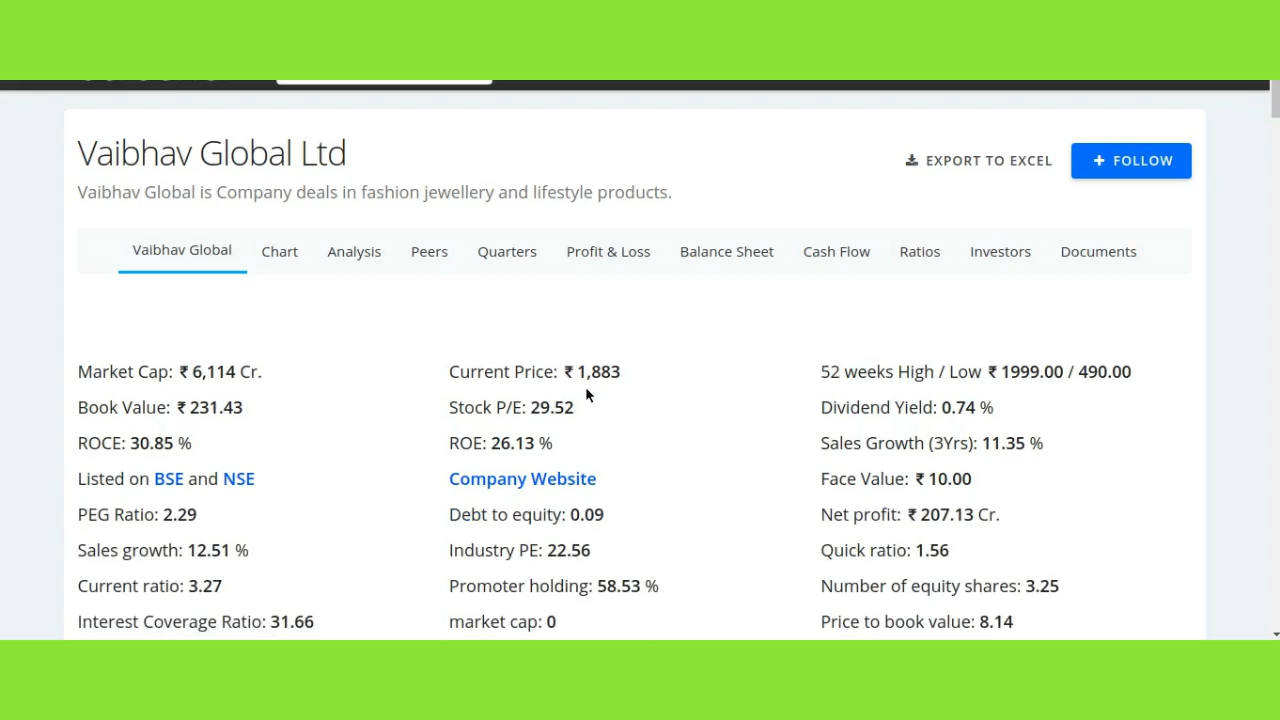 Vaibhav Global Ltd
EXPORT TO EXCEL
+ FOLLOW
Vaibhav Global is Company deals in fashion jewellery and lifestyle products.
Vaibhav Global Chart Analysis Peers Quarters Profit & Loss Balance Sheet Cash Flow Ratios Investors Documents
Market Cap: ₹ 6,114 Cr. Current Price: ₹ 1,883 52 weeks High / Low ₹ 1999.00 / 490.00
Book Value: ₹ 231.43 Stock P/E: 29.52 Dividend Yield: 0.74 %
ROCE: 30.85 % ROE: 26.13 % Sales Growth (3Yrs): 11.35 %
Listed on BSE and NSE Company Website Face Value: ₹ 10.00
PEG Ratio: 2.29 Debt to equity: 0.09 Net profit: ₹ 207.13 Cr.
Sales growth: 12.51 % Industry PE: 22.56 Quick ratio: 1.56
Current ratio: 3.27 Promoter holding: 58.53 % Number of equity shares: 3.25
Interest Coverage Ratio: 31.66 market cap: 0 Price to book value: 8.14